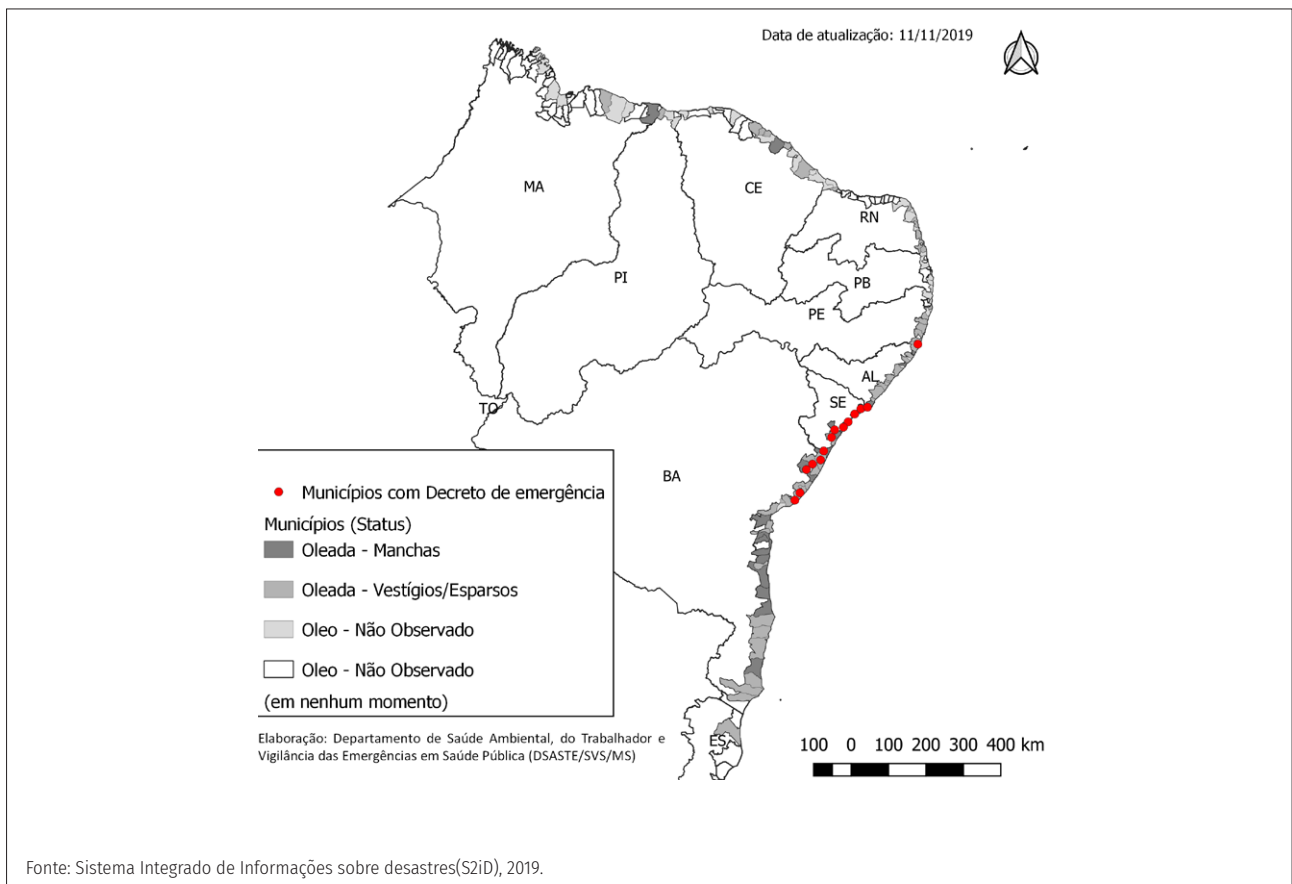 Data de atualização: 11/11/2019
MA
CE
RN
PI
PB
PE
AL
TO
SE
BA
Municípios com Decreto de emergência
Municípios (Status)
Oleada - Manchas
Oleada - Vestígios/Esparsos
Oleo - Não Observado
Oleo - Não Observado
(em nenhum momento)
Elaboração: Departamento de Saúde Ambiental, do Trabalhador e
Vigilância das Emergências em Saúde Pública (DSASTE/SVS/MS)
ES
100 0 100 200 300 400 km
Fonte: Sistema Integrado de Informações sobre desastres(S2iD), 2019.